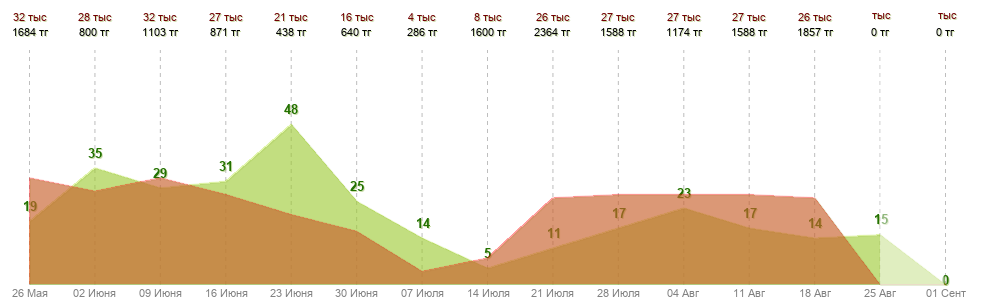 32 тыс 28 тыс 32 тыс 27 тыс 21 тыс 16 тыс 4 тыс 8 тыс 26 тыс 27 тыс 27 тыс 27 тыс 26 тыс тыс тыс
1684 тг 800 тг 1103 тг 871 тг 438 тг 640 тг 286 тг 1600 тг 2364 тг 1588 тг 1174 тг 1588 тг 1857 тг 0 тг 0 тг
19 35 29 31 48 25 14 5 11 17 23 17 14 15 0
26 Мая 02 Июня 09 Июня 16 Июня 23 Июня 30 Июня 07 Июля 14 Июля 21 Июля 28 Июля 04 Авг 11 Авг 18 Авг 25 Авг 01 Сент